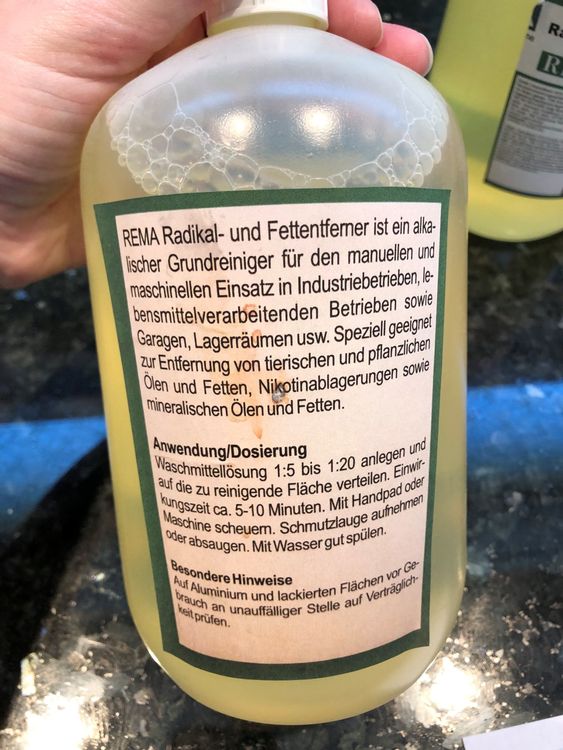 REMA Radikal- und Fettentferner ist ein alka-
lischer Grundreiniger für den manuellen und
maschinellen Einsatz in Industriebetrieben, le-
bensmittelverarbeitenden Betrieben sowie
Garagen, Lagerräumen usw. Speziell geeignet
zur Entfernung von tierischen und pflanzlichen
Ölen und Fetten, Nikotinablagerungen sowie
mineralischen Ölen und Fetten.
Anwendung/Dosierung
Waschmittellösung 1:5 bis 1:20 anlegen und
auf die zu reinigende Fläche verteilen. Einwir-
kungszeit ca. 5-10 Minuten. Mit Handpad oder
Maschine scheuern. Schmutzlauge aufnehmen
oder absaugen. Mit Wasser gut spülen.
Besondere Hinweise
Auf Aluminium und lackierten Flächen vor Ge-
brauch an unauffälliger Stelle auf Verträglich-
keit prüfen.
Ra